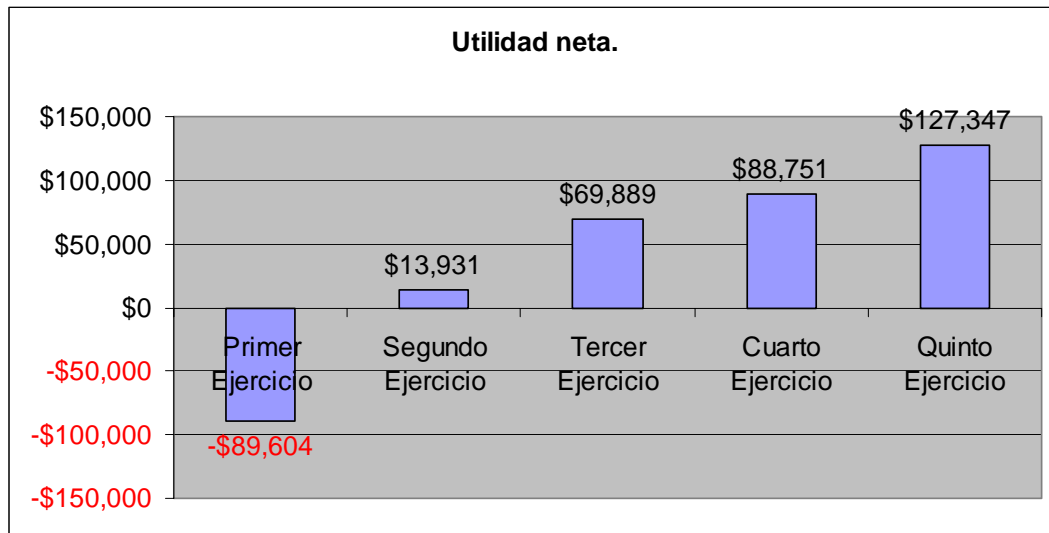 Utilidad neta.
$150,000
$100,000
$50,000
$0
-$50,000
-$100,000
-$150,000
-$89,604
$13,931
$69,889
$88,751
$127,347
Primer
Ejercicio
Segundo
Ejercicio
Tercer
Ejercicio
Cuarto
Ejercicio
Quinto
Ejercicio